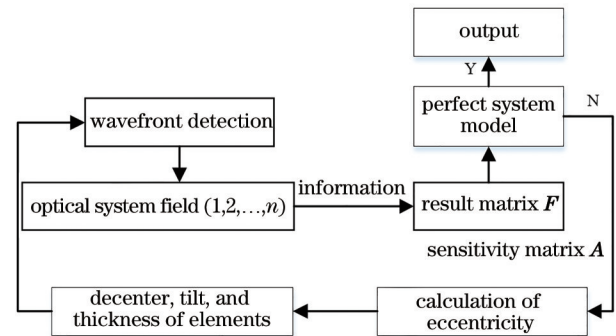 output
Y
N
wavefront detection
perfect system
model
information
optical system field (1,2,…,n)
result matrix F
sensitivity matrix A
decenter, tilt, and
thickness of elements
calculation of
eccentricity